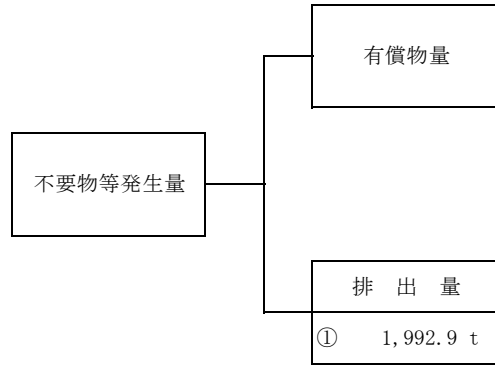 有償物量
不要物等発生量
排 出 量
① 1,992.9 t